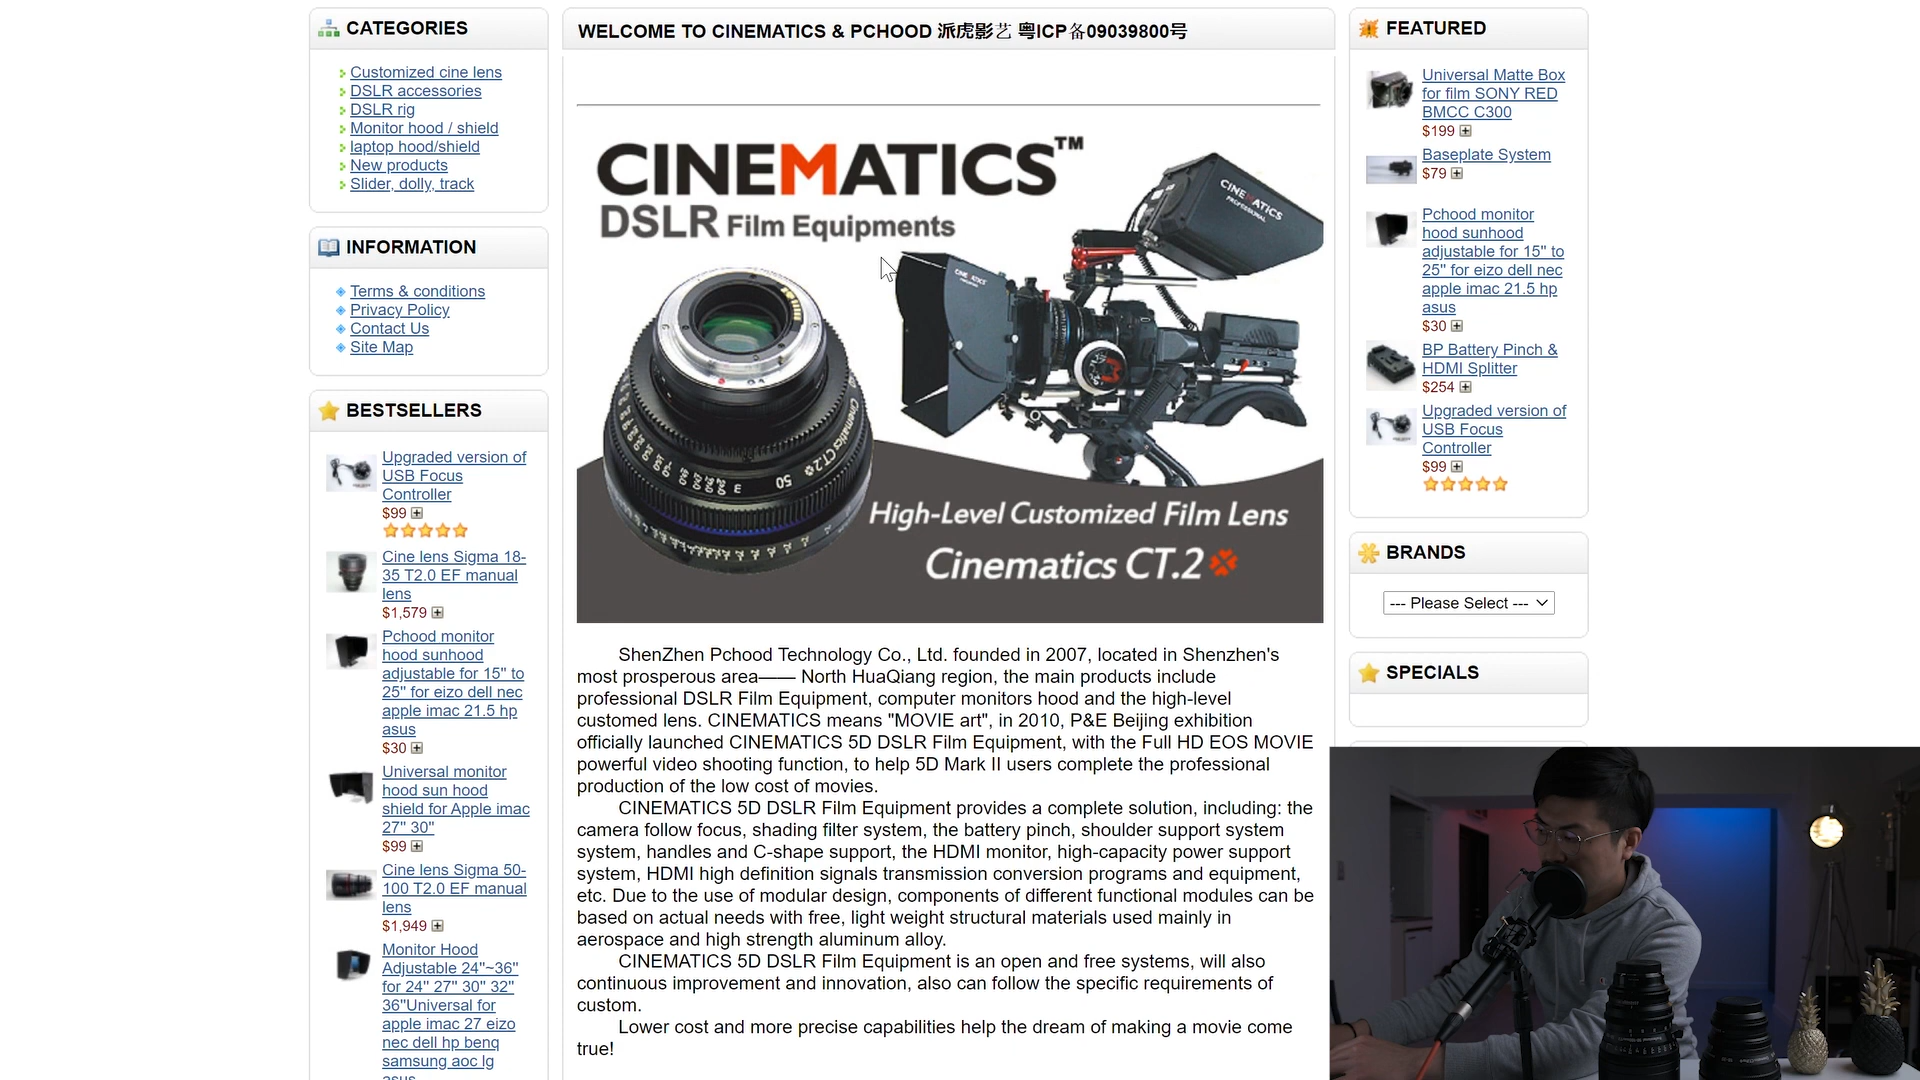 CATEGORIES
Customized cine lens
DSLR accessories
DSLR rig
Monitor hood / shield
laptop hood/shield
New products
Slider, dolly, track
INFORMATION
Terms & conditions
Privacy Policy
Contact Us
Site Map
BESTSELLERS
Upgraded version of
USB Focus
Controller
$99
Cine lens Sigma 18-
35 T2.0 EF manual
lens
$1,579
Pchood monitor
hood sunhood
adjustable for 15" to
25" for eizo dell nec
apple imac 21.5 hp
asus
$30
Universal monitor
hood sun hood
shield for Apple imac
27" 30"
$99
Cine lens Sigma 50-
100 T2.0 EF manual
lens
$1,949
Monitor Hood
Adjustable 24"~36"
for 24" 27" 30" 32"
36"Universal for
apple imac 27 eizo
nec dell hp benq
samsung aoc lg
asus
WELCOME TO CINEMATICS & PCHOOD 派虎影艺 粤ICP备09039800号
CINEMATICS™
DSLR Film Equipments
CINEMATICS
PROFESSIONAL
CINEMATICS
Cinematics CT.2
50
High-Level Customized Film Lens
Cinematics CT.2
ShenZhen Pchood Technology Co., Ltd. founded in 2007, located in Shenzhen's
most prosperous area—— North HuaQiang region, the main products include
professional DSLR Film Equipment, computer monitors hood and the high-level
customed lens. CINEMATICS means "MOVIE art", in 2010, P&E Beijing exhibition
officially launched CINEMATICS 5D DSLR Film Equipment, with the Full HD EOS MOVIE
powerful video shooting function, to help 5D Mark II users complete the professional
production of the low cost of movies.
CINEMATICS 5D DSLR Film Equipment provides a complete solution, including: the
camera follow focus, shading filter system, the battery pinch, shoulder support system
system, handles and C-shape support, the HDMI monitor, high-capacity power support
system, HDMI high definition signals transmission conversion programs and equipment,
etc. Due to the use of modular design, components of different functional modules can be
based on actual needs with free, light weight structural materials used mainly in
aerospace and high strength aluminum alloy.
CINEMATICS 5D DSLR Film Equipment is an open and free systems, will also
continuous improvement and innovation, also can follow the specific requirements of
custom.
Lower cost and more precise capabilities help the dream of making a movie come
true!
FEATURED
Universal Matte Box
for film SONY RED
BMCC C300
$199
Baseplate System
$79
Pchood monitor
hood sunhood
adjustable for 15" to
25" for eizo dell nec
apple imac 21.5 hp
asus
$30
BP Battery Pinch &
HDMI Splitter
$254
Upgraded version of
USB Focus
Controller
$99
BRANDS
--- Please Select ---
SPECIALS